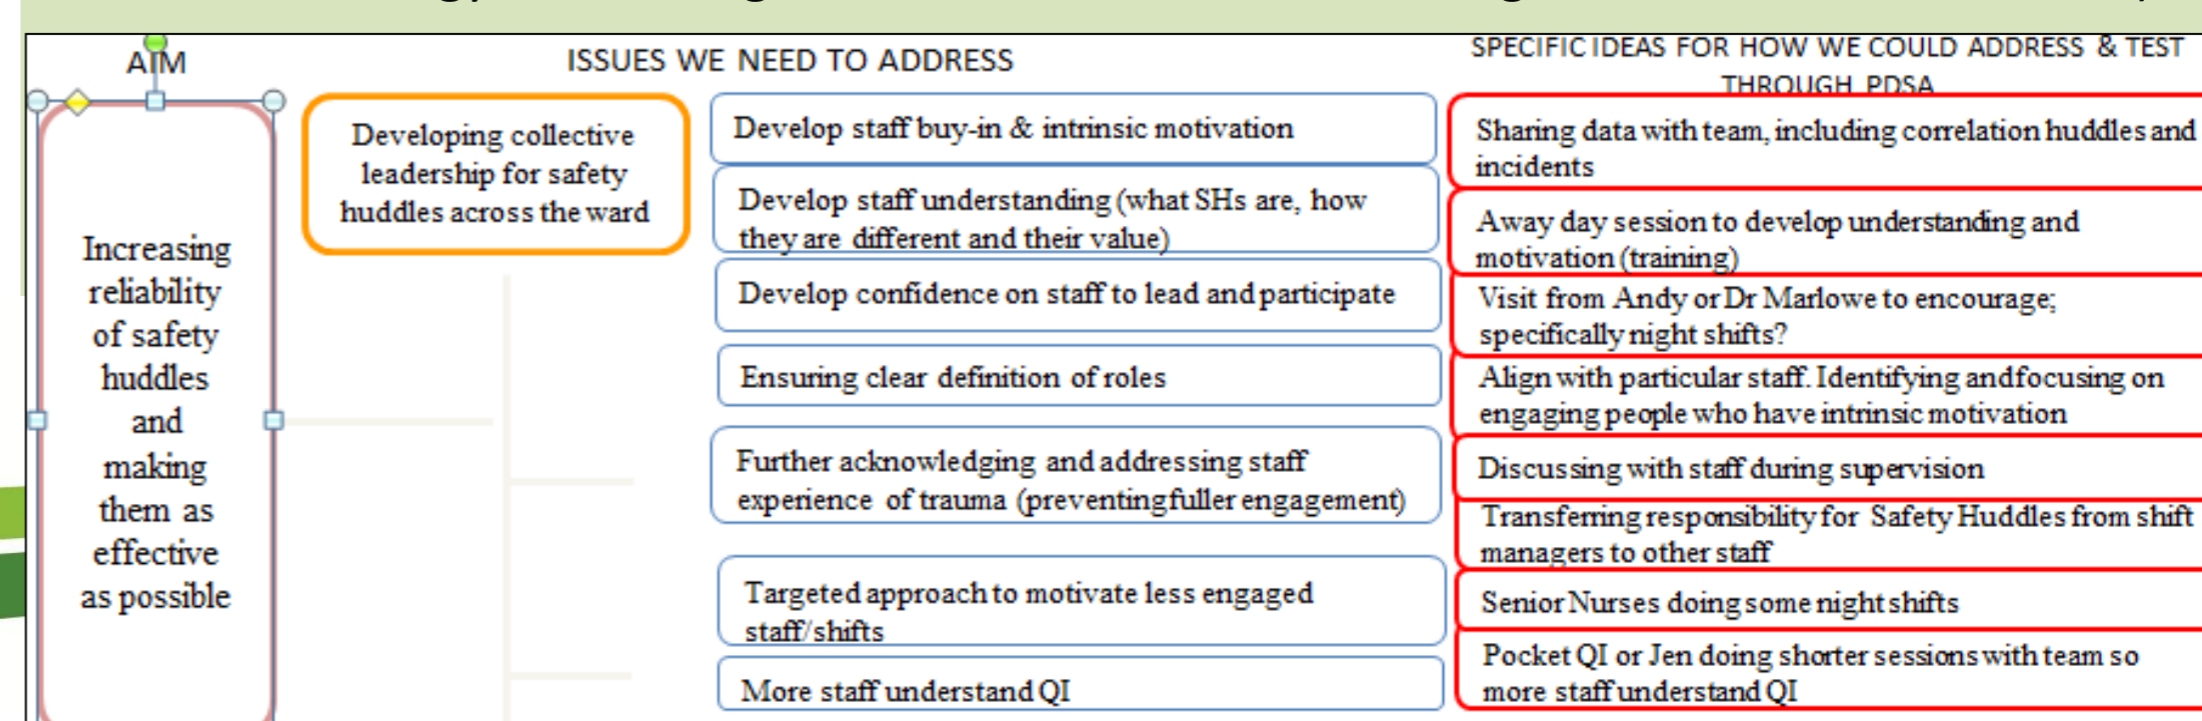 AIM
ISSUES WE NEED TO ADDRESS
SPECIFIC IDEAS FOR HOW WE COULD ADDRESS & TEST
THROUGH PDSA
Increasing
reliability
of safety
huddles
and
making
them as
effective
as possible
Developing collective
leadership for safety
huddles across the ward
Develop staff buy-in & intrinsic motivation
Develop staff understanding (what SHs are, how
they are different and their value)
Develop confidence on staff to lead and participate
Ensuring clear definition of roles
Further acknowledging and addressing staff
experience of trauma (preventing fuller engagement)
Targeted approach to motivate less engaged
staff/shifts
More staff understand QI
Sharing data with team, including correlation huddles and
incidents
Away day session to develop understanding and
motivation (training)
Visit from Andy or Dr Marlowe to encourage;
specifically night shifts?
Align with particular staff. Identifying and focusing on
engaging people who have intrinsic motivation
Discussing with staff during supervision
Transferring responsibility for Safety Huddles from shift
managers to other staff
Senior Nurses doing some night shifts
Pocket QI or Jen doing shorter sessions with team so
more staff understand QI